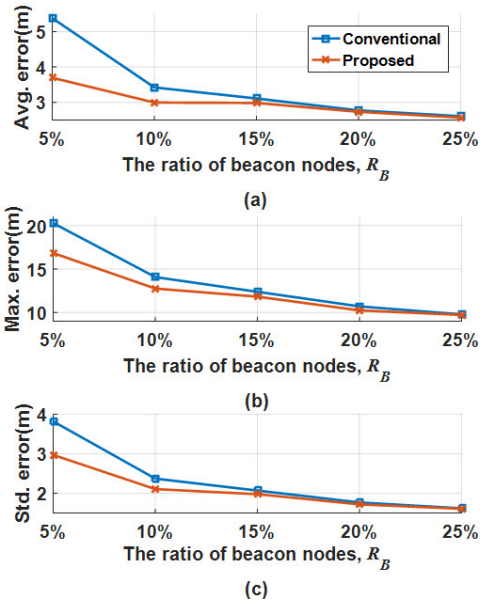 Avg. error(m)
5
4
3
Conventional
Proposed
5% 10% 15% 20% 25%
The ratio of beacon nodes, R_B
(a)
Max. error(m)
20
15
10
5% 10% 15% 20% 25%
The ratio of beacon nodes, R_B
(b)
Std. error(m)
4
3
2
5% 10% 15% 20% 25%
The ratio of beacon nodes, R_B
(c)